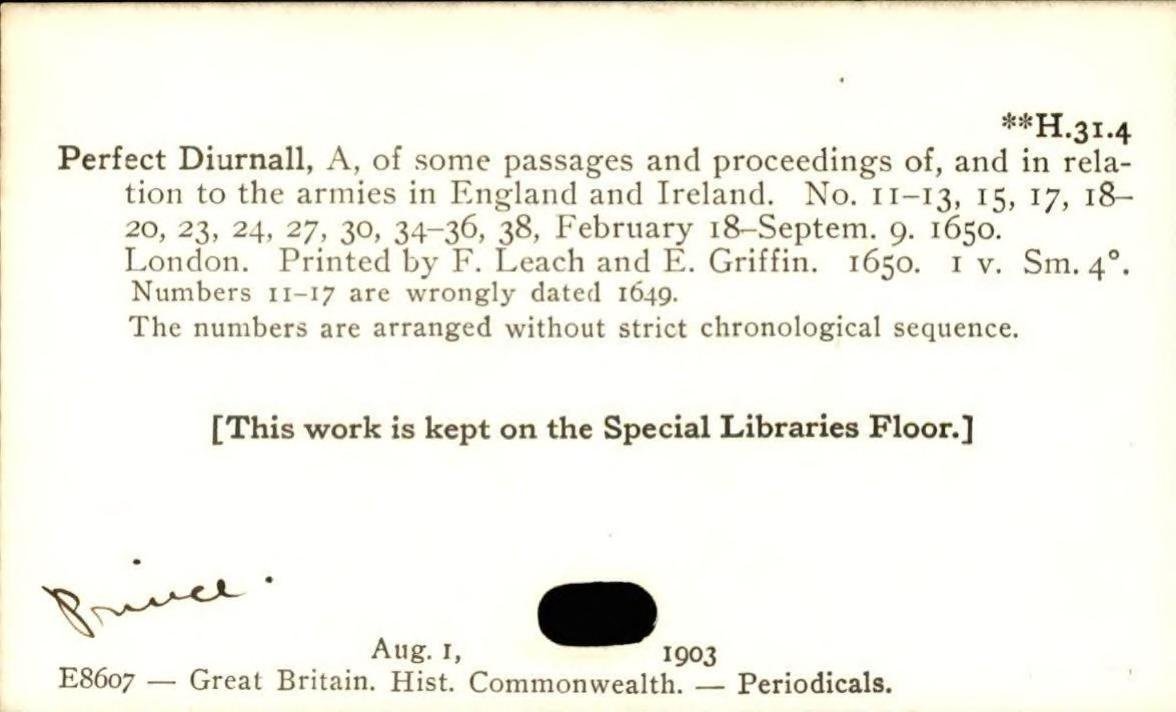 **H.31.4
Perfect Diurnall, A, of some passages and proceedings of, and in rela-
tion to the armies in England and Ireland. No. 11–13, 15, 17, 18–
20, 23, 24, 27, 30, 34–36, 38, February 18–Septem. 9. 1650.
London. Printed by F. Leach and E. Griffin. 1650. 1 v. Sm. 4°.
Numbers 11–17 are wrongly dated 1649.
The numbers are arranged without strict chronological sequence.
[This work is kept on the Special Libraries Floor.]
Prince.
Aug. 1, 1903
E8607 — Great Britain. Hist. Commonwealth. — Periodicals.